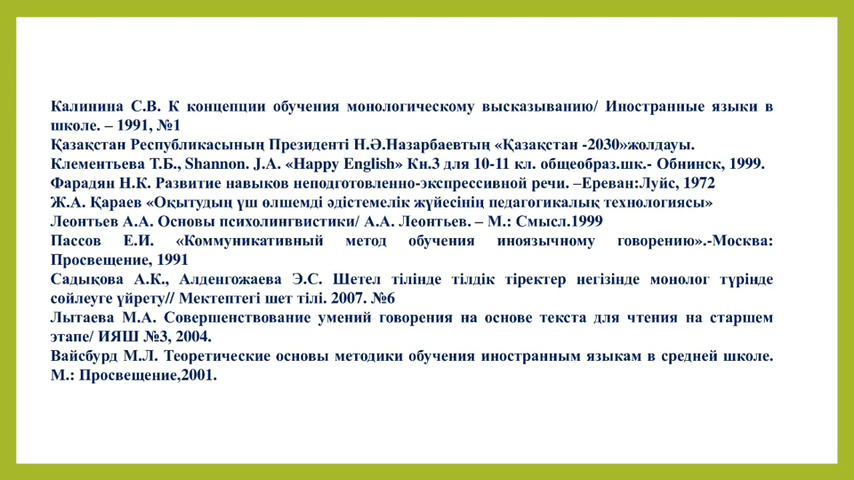 Калинина С.В. К концепции обучения монологическому высказыванию/ Иностранные языки в
школе. – 1991, №1
Қазақстан Республикасының Президенті Н.Ә.Назарбаевтың «Қазақстан -2030»жолдауы.
Клементьева Т.Б., Shannon. J.A. «Happy English» Кн.3 для 10-11 кл. общеобраз.шк.- Обнинск, 1999.
Фарадян Н.К. Развитие навыков неподготовленно-экспрессивной речи. –Ереван:Луйс, 1972
Ж.А. Қараев «Оқытудың үш өлшемді әдістемелік жүйесінің педагогикалық технологиясы»
Леонтьев А.А. Основы психолингвистики/ А.А. Леонтьев. – М.: Смысл.1999
Пассов Е.И. «Коммуникативный метод обучения иноязычному говорению».-Москва:
Просвещение, 1991
Садықова А.К., Алденгожаева Э.С. Шетел тілінде тілдік тіректер негізінде монолог түрінде
сөйлеуге үйрету// Мектептегі шет тілі. 2007. №6
Лытаева М.А. Совершенствование умений говорения на основе текста для чтения на старшем
этапе/ ИЯШ №3, 2004.
Вайсбурд М.Л. Теоретические основы методики обучения иностранным языкам в средней школе.
М.: Просвещение,2001.